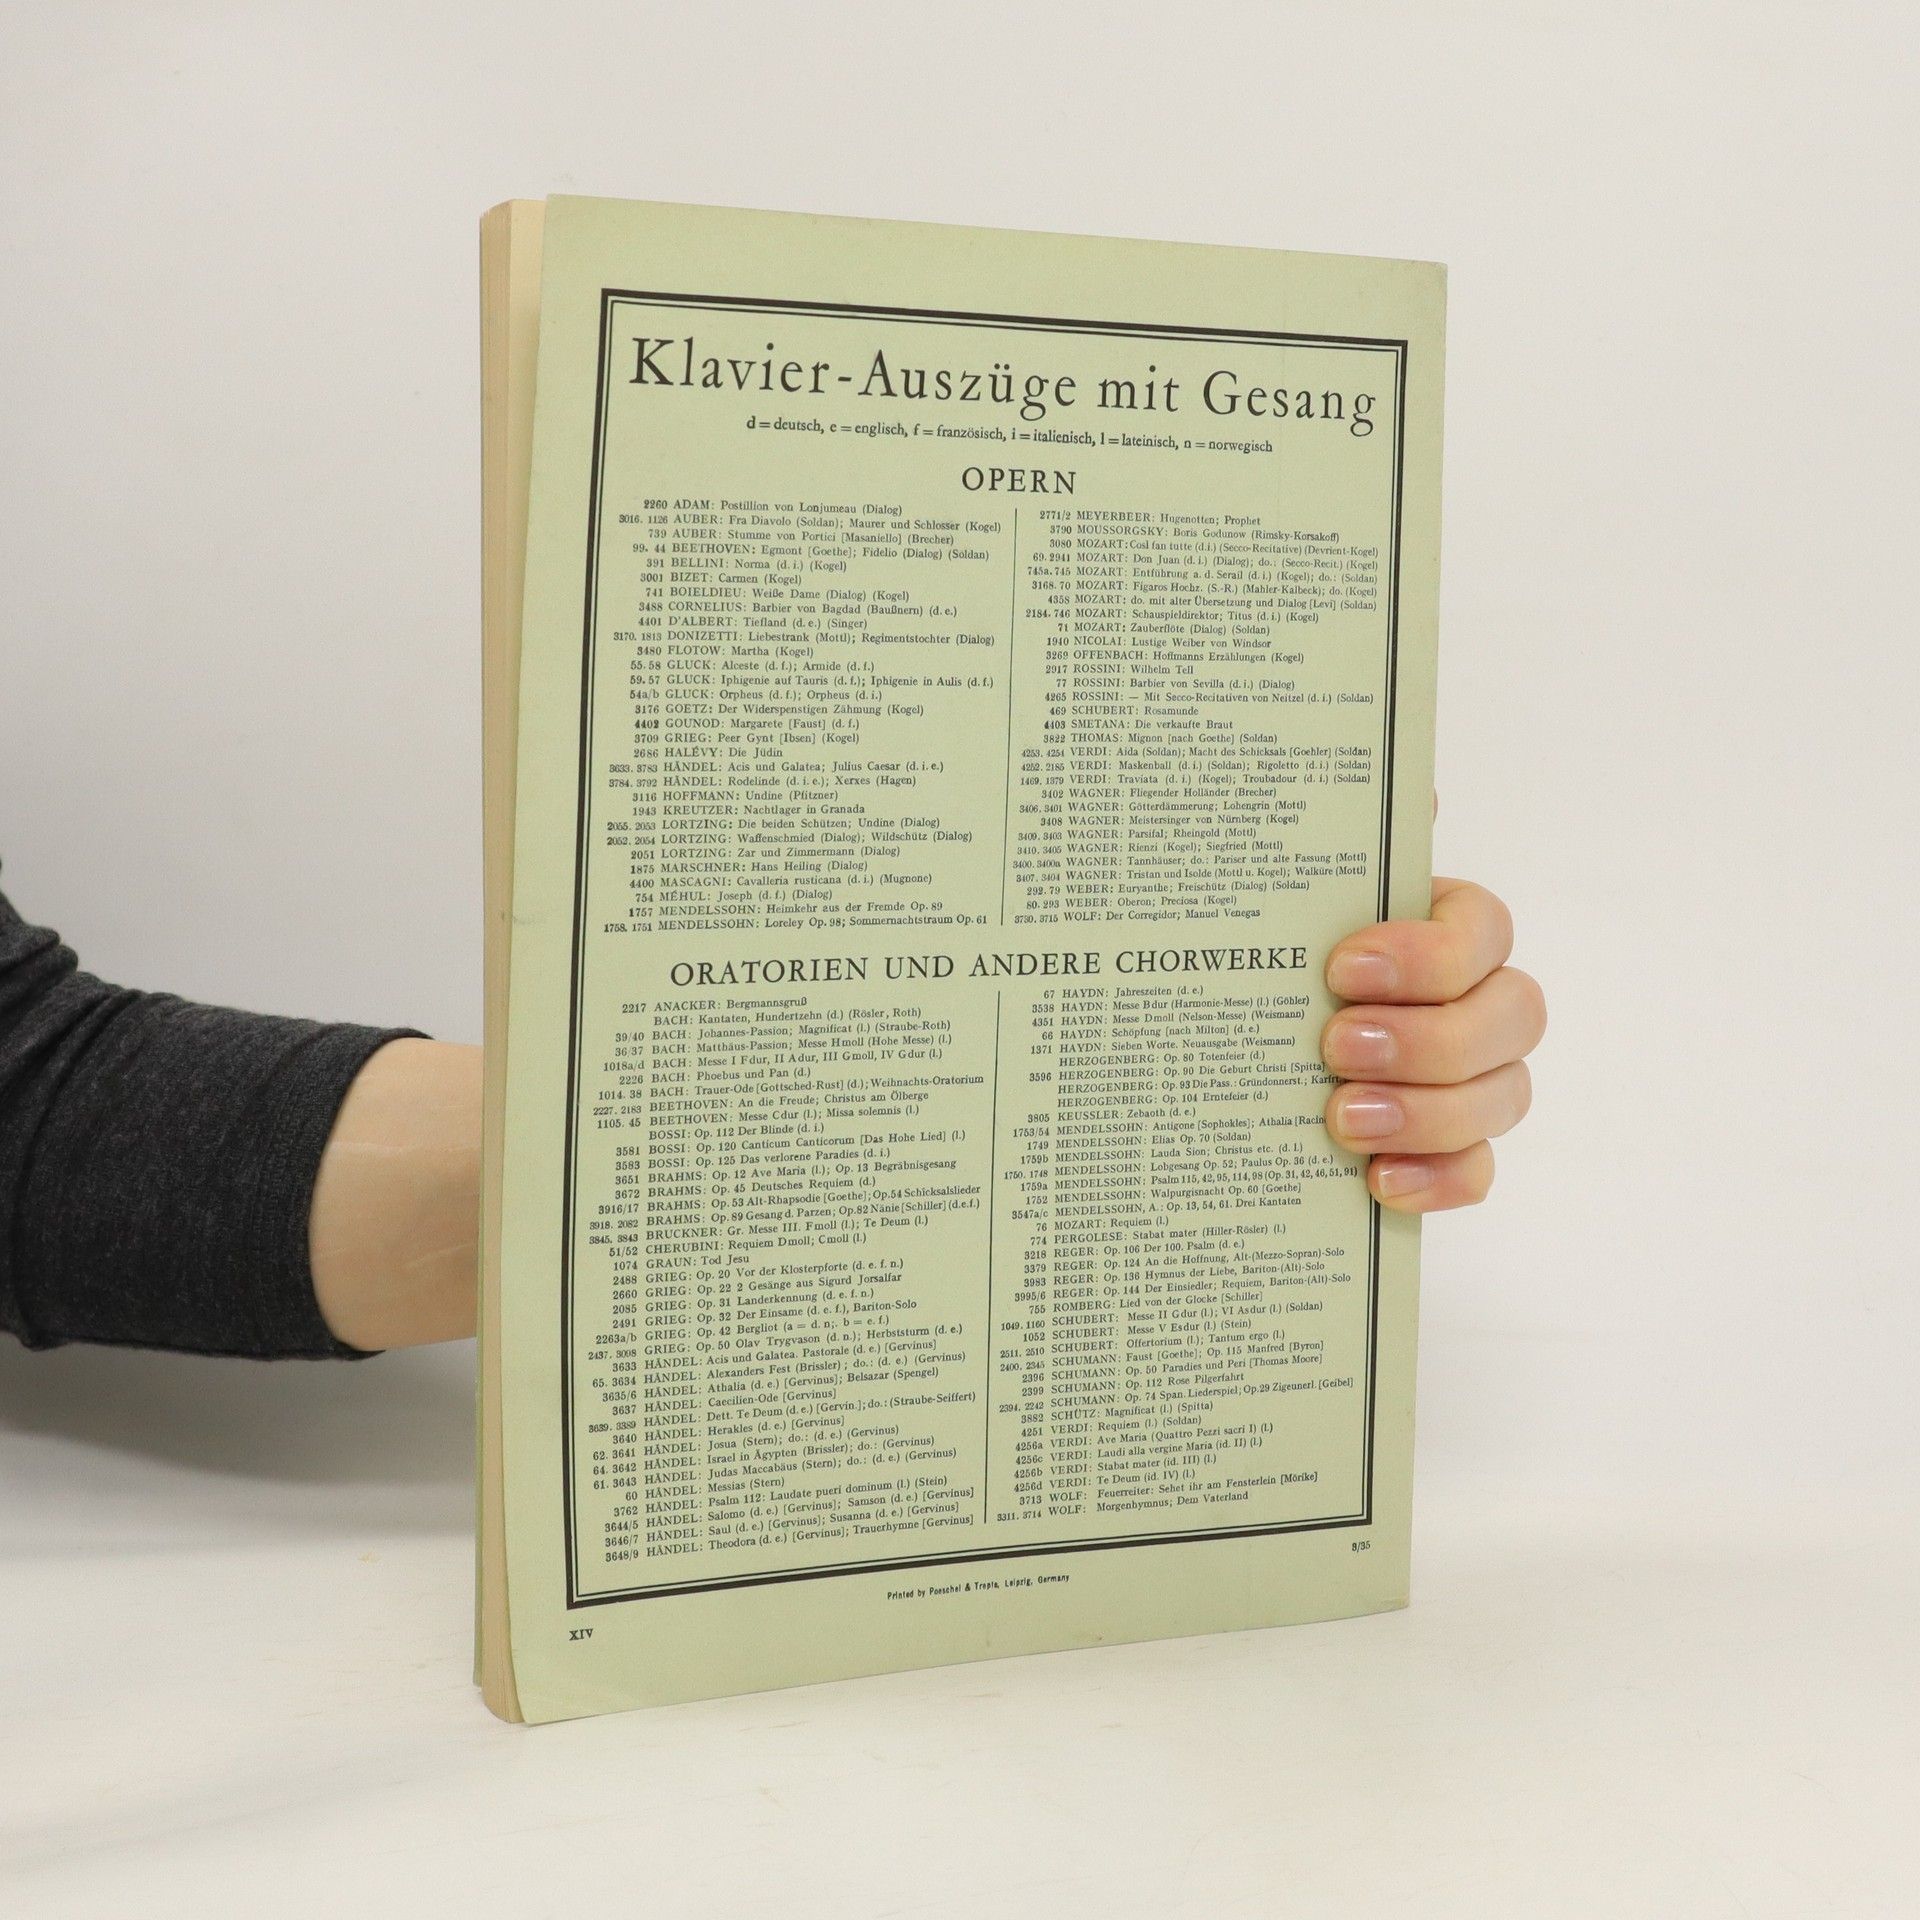 Klavier-Auszüge mit Gesang
d = deutsch, e = englisch, f = französisch, i = italienisch, l = lateinisch, n = norwegisch
OPERN
2260 ADAM: Postillion von Lonjumeau (Dialog)
3016. 1126 AUBER: Fra Diavolo (Soldan); Maurer und Schlosser (Kogel)
739 AUBER: Stumme von Portici [Masaniello] (Brecher)
99. 44 BEETHOVEN: Egmont [Goethe]; Fidelio (Dialog) (Soldan)
391 BELLINI: Norma (d. i.) (Kogel)
3001 BIZET: Carmen (Kogel)
741 BOIELDIEU: Weiße Dame (Dialog) (Kogel)
3488 CORNELIUS: Barbier von Bagdad (Baußnern) (d. e.)
4401 D'ALBERT: Tiefland (d. e.) (Singer)
3170. 1813 DONIZETTI: Liebestrank (Mottl); Regimentstochter (Dialog)
3480 FLOTOW: Martha (Kogel)
55. 58 GLUCK: Alceste (d. f.); Armide (d. f.)
59. 57 GLUCK: Iphigenie auf Tauris (d. f.); Iphigenie in Aulis (d. f.)
54a/b GLUCK: Orpheus (d. f.); Orpheus (d. i.)
3176 GOETZ: Der Widerspenstigen Zähmung (Kogel)
4402 GOUNOD: Margarete [Faust] (d. f.)
3709 GRIEG: Peer Gynt [Ibsen] (Kogel)
2686 HALÉVY: Die Jüdin
3633. 3783 HÄNDEL: Acis und Galatea; Julius Caesar (d. i. e.)
3784. 3792 HÄNDEL: Rodelinde (d. i. e.); Xerxes (Hagen)
3116 HOFFMANN: Undine (Pfitzner)
1943 KREUTZER: Nachtlager in Granada
2055. 2053 LORTZING: Die beiden Schützen; Undine (Dialog)
2052. 2054 LORTZING: Waffenschmied (Dialog); Wildschütz (Dialog)
2051 LORTZING: Zar und Zimmermann (Dialog)
1875 MARSCHNER: Hans Heiling (Dialog)
4400 MASCAGNI: Cavalleria rusticana (d. i.) (Mugnone)
754 MÉHUL: Joseph (d. f.) (Dialog)
1757 MENDELSSOHN: Heimkehr aus der Fremde Op. 89
1758. 1751 MENDELSSOHN: Loreley Op. 98; Sommernachtstraum Op. 61
2771/2 MEYERBEER: Hugenotten; Prophet
3790 MOUSSORGSKY: Boris Godunow (Rimsky-Korsakoff)
3080 MOZART: Così fan tutte (d. i.) (Secco-Recitative) (Devrient-Kogel)
69. 2941 MOZART: Don Juan (d. i.) (Dialog); do.: (Secco-Recit.) (Kogel)
745a. 745 MOZART: Entführung a. d. Serail (d. i.) (Kogel); do.: (Soldan)
3168. 70 MOZART: Figaros Hochz. (S.-R.) (Mahler-Kalbeck); do. (Kogel)
4358 MOZART: do. mit alter Übersetzung und Dialog [Levi] (Soldan)
2184. 746 MOZART: Schauspieldirektor; Titus (d. i.) (Kogel)
71 MOZART: Zauberflöte (Dialog) (Soldan)
1940 NICOLAI: Lustige Weiber von Windsor
3269 OFFENBACH: Hoffmanns Erzählungen (Kogel)
2917 ROSSINI: Wilhelm Tell
77 ROSSINI: Barbier von Sevilla (d. i.) (Dialog)
4265 ROSSINI: — Mit Secco-Recitativen von Neitzel (d. i.) (Soldan)
469 SCHUBERT: Rosamunde
4403 SMETANA: Die verkaufte Braut
3822 THOMAS: Mignon [nach Goethe] (Soldan)
4253. 4254 VERDI: Aida (Soldan); Macht des Schicksals [Goehler] (Soldan)
4252. 2185 VERDI: Maskenball (d. i.) (Soldan); Rigoletto (d. i.) (Soldan)
1469. 1379 VERDI: Traviata (d. i.) (Kogel); Troubadour (d. i.) (Soldan)
3402 WAGNER: Fliegender Holländer (Brecher)
3406. 3401 WAGNER: Götterdämmerung; Lohengrin (Mottl)
3408 WAGNER: Meistersinger von Nürnberg (Kogel)
3409. 3403 WAGNER: Parsifal; Rheingold (Mottl)
3410. 3405 WAGNER: Rienzi (Kogel); Siegfried (Mottl)
3400. 3400a WAGNER: Tannhäuser; do.: Pariser und alte Fassung (Mottl)
3407. 3404 WAGNER: Tristan und Isolde (Mottl u. Kogel); Walküre (Mottl)
292. 79 WEBER: Euryanthe; Freischütz (Dialog) (Soldan)
80. 293 WEBER: Oberon; Preciosa (Kogel)
3730. 3715 WOLF: Der Corregidor; Manuel Venegas
ORATORIEN UND ANDERE CHORWERKE
2217 ANACKER: Bergmannsgruß
BACH: Kantaten, Hundertzehn (d.) (Rösler, Roth)
39/40 BACH: Johannes-Passion; Magnificat (l.) (Straube-Roth)
36/37 BACH: Matthäus-Passion; Messe H moll (Hohe Messe) (l.)
1018a/d BACH: Messe I F dur, II A dur, III G moll, IV G dur (l.)
2226 BACH: Phoebus und Pan (d.)
1014. 38 BACH: Trauer-Ode [Gottsched-Rust] (d.); Weihnachts-Oratorium
2227. 2183 BEETHOVEN: An die Freude; Christus am Ölberge
1105. 45 BEETHOVEN: Messe C dur (l.); Missa solemnis (l.)
BOSSI: Op. 112 Der Blinde (d. i.)
3581 BOSSI: Op. 120 Canticum Canticorum [Das Hohe Lied] (l.)
3583 BOSSI: Op. 125 Das verlorene Paradies (d. i.)
3651 BRAHMS: Op. 12 Ave Maria (l.); Op. 13 Begräbnisgesang
3672 BRAHMS: Op. 45 Deutsches Requiem (d.)
3916/17 BRAHMS: Op. 53 Alt-Rhapsodie [Goethe]; Op. 54 Schicksalslieder
3918. 2082 BRAHMS: Op. 89 Gesang d. Parzen; Op. 82 Nänie [Schiller] (d. e. f.)
3845. 3843 BRUCKNER: Gr. Messe III. F moll (l.); Te Deum (l.)
51/52 CHERUBINI: Requiem D moll; C moll (l.)
1074 GRAUN: Tod Jesu
2488 GRIEG: Op. 20 Vor der Klosterpforte (d. e. f. n.)
2660 GRIEG: Op. 22 2 Gesänge aus Sigurd Jorsalfar
2085 GRIEG: Op. 31 Landerkennung (d. e. f. n.)
2491 GRIEG: Op. 32 Der Einsame (d. e. f.), Bariton-Solo
2263a/b GRIEG: Op. 42 Bergliot (a = d. n;. b = e. f.)
2437. 3098 GRIEG: Op. 50 Olav Trygvason (d. n.); Herbststurm (d. e.)
3633 HÄNDEL: Acis und Galatea. Pastorale (d. e.) [Gervinus]
65. 3634 HÄNDEL: Alexanders Fest (Brissler); do.: (d. e.) (Gervinus)
3635/6 HÄNDEL: Athalia (d. e.) [Gervinus]; Belsazar (Spengel)
3637 HÄNDEL: Caecilien-Ode [Gervinus]
3639. 3389 HÄNDEL: Dett. Te Deum (d. e.) [Gervin.]; do.: (Straube-Seiffert)
3640 HÄNDEL: Herakles (d. e.) [Gervinus]
62. 3641 HÄNDEL: Josua (Stern); do.: (d. e.) (Gervinus)
64. 3642 HÄNDEL: Israel in Ägypten (Brissler); do.: (Gervinus)
61. 3643 HÄNDEL: Judas Maccabäus (Stern); do.: (d. e.) (Gervinus)
60 HÄNDEL: Messias (Stern)
3762 HÄNDEL: Psalm 112: Laudate pueri dominum (l.) (Stein)
3644/5 HÄNDEL: Salomo (d. e.) [Gervinus]; Samson (d. e.) [Gervinus]
3646/7 HÄNDEL: Saul (d. e.) [Gervinus]; Susanna (d. e.) [Gervinus]
3648/9 HÄNDEL: Theodora (d. e.) [Gervinus]; Trauerhymne [Gervinus]
67 HAYDN: Jahreszeiten (d. e.)
3538 HAYDN: Messe B dur (Harmonie-Messe) (l.) (Göhler)
4351 HAYDN: Messe D moll (Nelson-Messe) (Weismann)
66 HAYDN: Schöpfung [nach Milton] (d. e.)
1371 HAYDN: Sieben Worte. Neuausgabe (Weismann)
HERZOGENBERG: Op. 80 Totenfeier (d.)
3596 HERZOGENBERG: Op. 90 Die Geburt Christi [Spitta]
HERZOGENBERG: Op. 93 Die Pass.: Gründonnerst.;
HERZOGENBERG: Op. 104 Erntefeier (d.)
3805 KEUSSLER: Zebaoth (d. e.)
1753/54 MENDELSSOHN: Antigone [Sophokles]; Athalia
1749 MENDELSSOHN: Elias Op. 70 (Soldan)
1759b MENDELSSOHN: Lauda Sion; Christus etc. (d. l.)
1750. 1748 MENDELSSOHN: Lobgesang Op. 52; Paulus Op. 36 (d. e.)
1759a MENDELSSOHN: Psalm 115, 42, 95, 114, 98 (Op. 31, 42, 46, 51, 91)
1752 MENDELSSOHN: Walpurgisnacht Op. 60 [Goethe]
3547a/c MENDELSSOHN, A.: Op. 13, 54, 61. Drei Kantaten
76 MOZART: Requiem (l.)
774 PERGOLESE: Stabat mater (Hiller-Rösler) (l.)
3218 REGER: Op. 106 Der 100. Psalm (d. e.)
3379 REGER: Op. 124 An die Hoffnung, Alt-(Mezzo-Sopran)-Solo
3983 REGER: Op. 136 Hymnus der Liebe, Bariton-(Alt)-Solo
3995/6 REGER: Op. 144 Der Einsiedler; Requiem, Bariton-(Alt)-Solo
755 ROMBERG: Lied von der Glocke [Schiller]
1049. 1160 SCHUBERT: Messe II G dur (l.); VI As dur (l.) (Soldan)
1052 SCHUBERT: Messe V Es dur (l.) (Stein)
2511. 2510 SCHUBERT: Offertorium (l.); Tantum ergo (l.)
2400. 2345 SCHUMANN: Faust [Goethe]; Op. 115 Manfred [Byron]
2396 SCHUMANN: Op. 50 Paradies und Peri [Thomas Moore]
2399 SCHUMANN: Op. 112 Rose Pilgerfahrt
2394. 2242 SCHUMANN: Op. 74 Span. Liederspiel; Op. 29 Zigeunerl. [Geibel]
3882 SCHÜTZ: Magnificat (l.) (Spitta)
4251 VERDI: Requiem (l.) (Soldan)
4256a VERDI: Ave Maria (Quattro Pezzi sacri I) (l.)
4256c VERDI: Laudi alla vergine Maria (id. II) (l.)
4256b VERDI: Stabat mater (id. III) (l.)
4256d VERDI: Te Deum (id. IV) (l.)
3713 WOLF: Feuerreiter: Sehet ihr am Fensterlein [Mörike]
3311. 3714 WOLF: Morgenhymnus; Dem Vaterland
8/35
Printed by Poeschel & Trepte, Leipzig, Germany
XIV